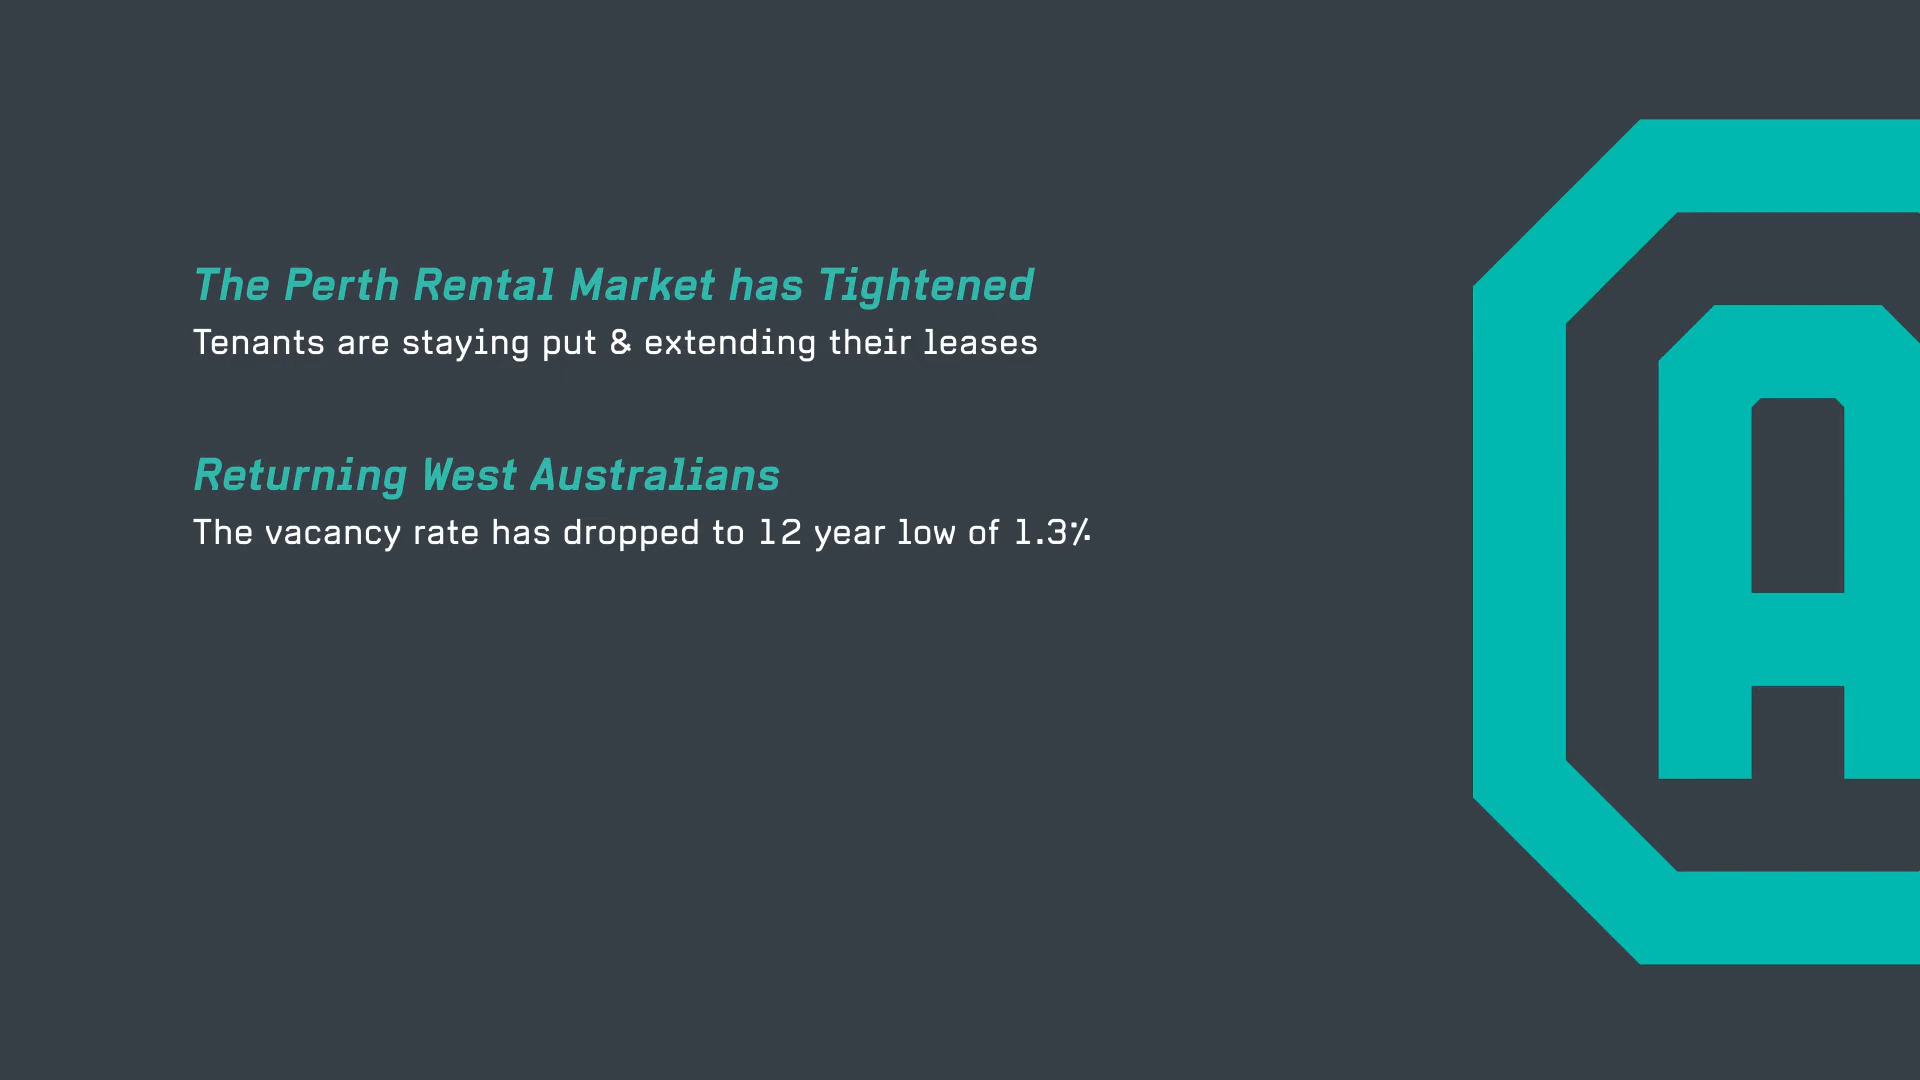 The Perth Rental Market has Tightened
Tenants are staying put & extending their leases
Returning West Australians
The vacancy rate has dropped to 12 year low of 1.3%
A